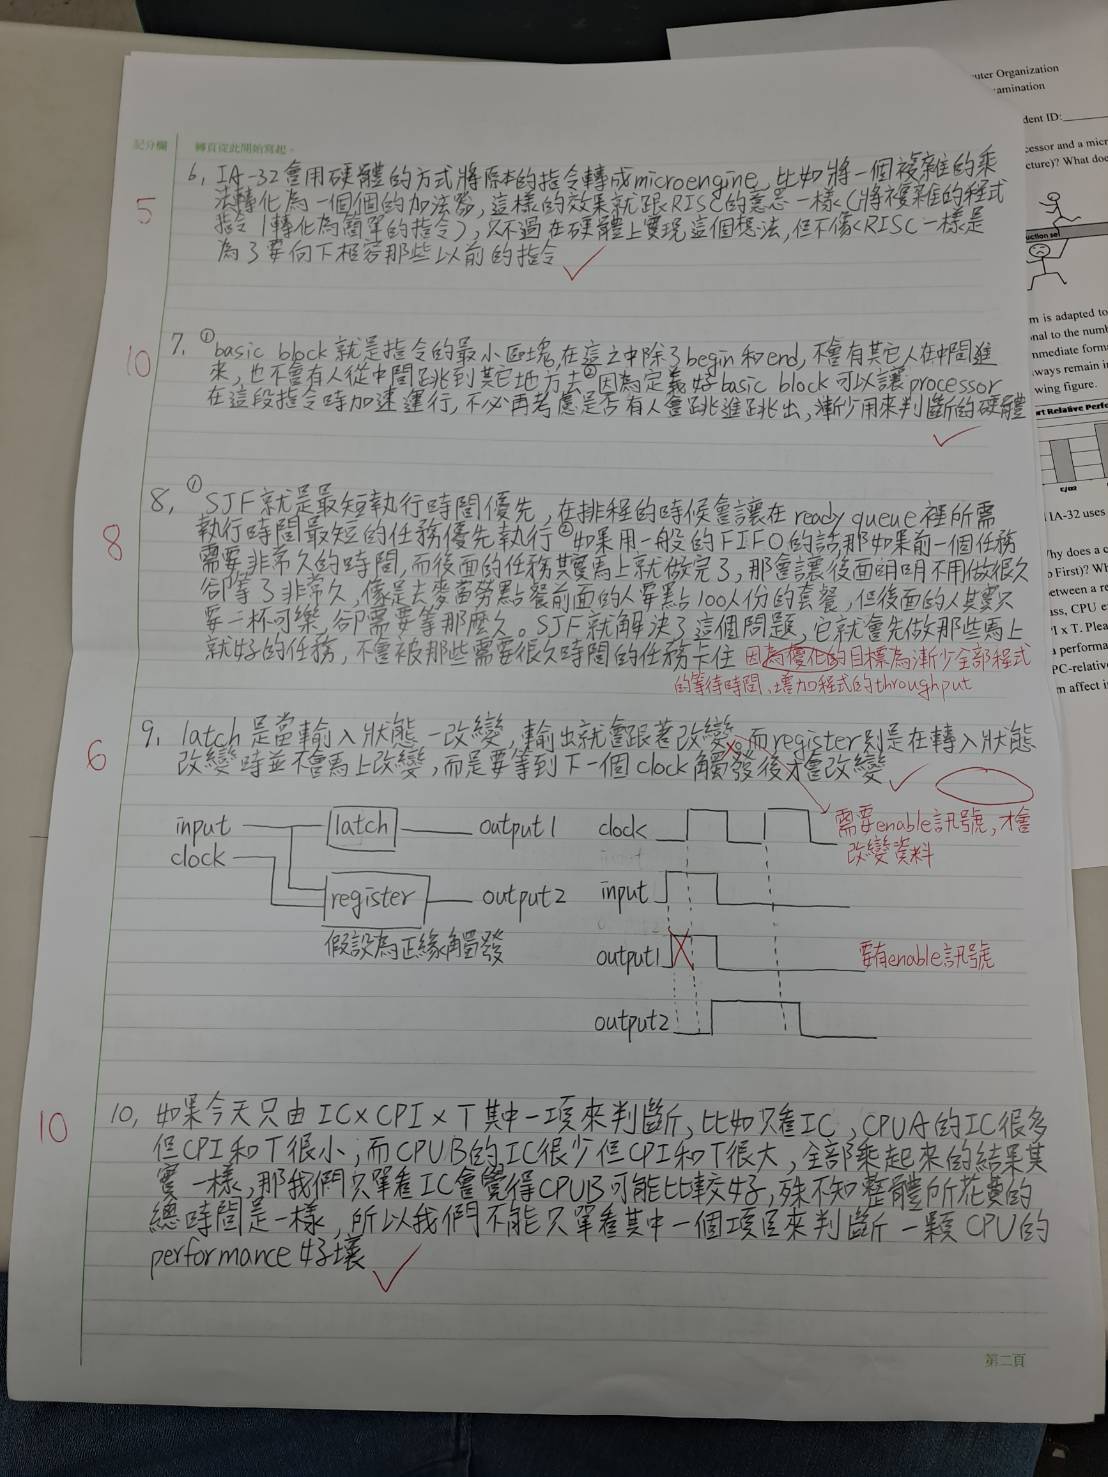 記分欄 轉頁從此開始寫起。
6. IA-32會用硬體的方式將原本的指令轉成microengine, 比如將一個複雜的乘
5
法轉化為一個個的加法器, 這樣的效果就跟RISC的意思一樣(將複雜的程式
指令轉化為簡單的指令), 只不過在硬體上實現這個想法, 但不像RISC一樣是
為了要向下相容那些以前的指令
7. ①basic block 就是指令的最小區塊, 在這之中除了begin和end, 不會有其它人在中間進
10
來, 也不會有人從中間跳到其它地方去②因為定義好basic block可以讓processor
在這段指令時加速運行, 不必再考慮是否有人會跳進跳出, 漸少用來判斷的硬體
8. ①SJF就是最短執行時間優先, 在排程的時候會讓在ready queue裡所需
執行時間最短的任務優先執行②如果用一般的FIFO的話那如果前一個任務
8
需要非常久的時間, 而後面的任務其實馬上就做完了, 那會讓後面明明不用做很久
卻等了非常久, 像是去麥當勞點餐前面的人要點100人份的套餐, 但後面的人其實只
要一杯可樂, 卻需要等那麼久。SJF就解決了這個問題, 它就會先做那些馬上
就好的任務, 不會被那些需要很久時間的任務卡住 因為優化的目標為漸少全部程式
的等待時間、增加程式的throughput
9. latch是當輸入狀態一改變, 輸出就會跟著改變。而register則是在轉入狀態
6
改變時並不會馬上改變, 而是要等到下一個clock觸發後才會改變
input latch output1 clock
需要enable訊號, 才會
改變資料
clock
register output2 input
假設為正緣觸發
output1 要有enable訊號
output2
10. 如果今天只由IC×CPI×T其中一項來判斷, 比如只看IC, CPUA的IC很多
10
但CPI和T很小; 而CPUB的IC很少但CPI和T很大, 全部乘起來的結果其
實一樣, 那我們只單看IC會覺得CPUB可能比較好, 殊不知整體所花費的
總時間是一樣, 所以我們不能只單看其中一個項目來判斷一顆CPU的
performance好壞
第二頁
uter Organization
amination
dent ID:
cessor and a micr
cture)? What doe
uction set
m is adapted to
nal to the numb
mmediate form
ways remain i
wing figure.
rt Relative Perfo
IA-32 uses
hy does a c
First)? Wh
etween a re
ass, CPU e
I x T. Plea
performa
PC-relativ
m affect i